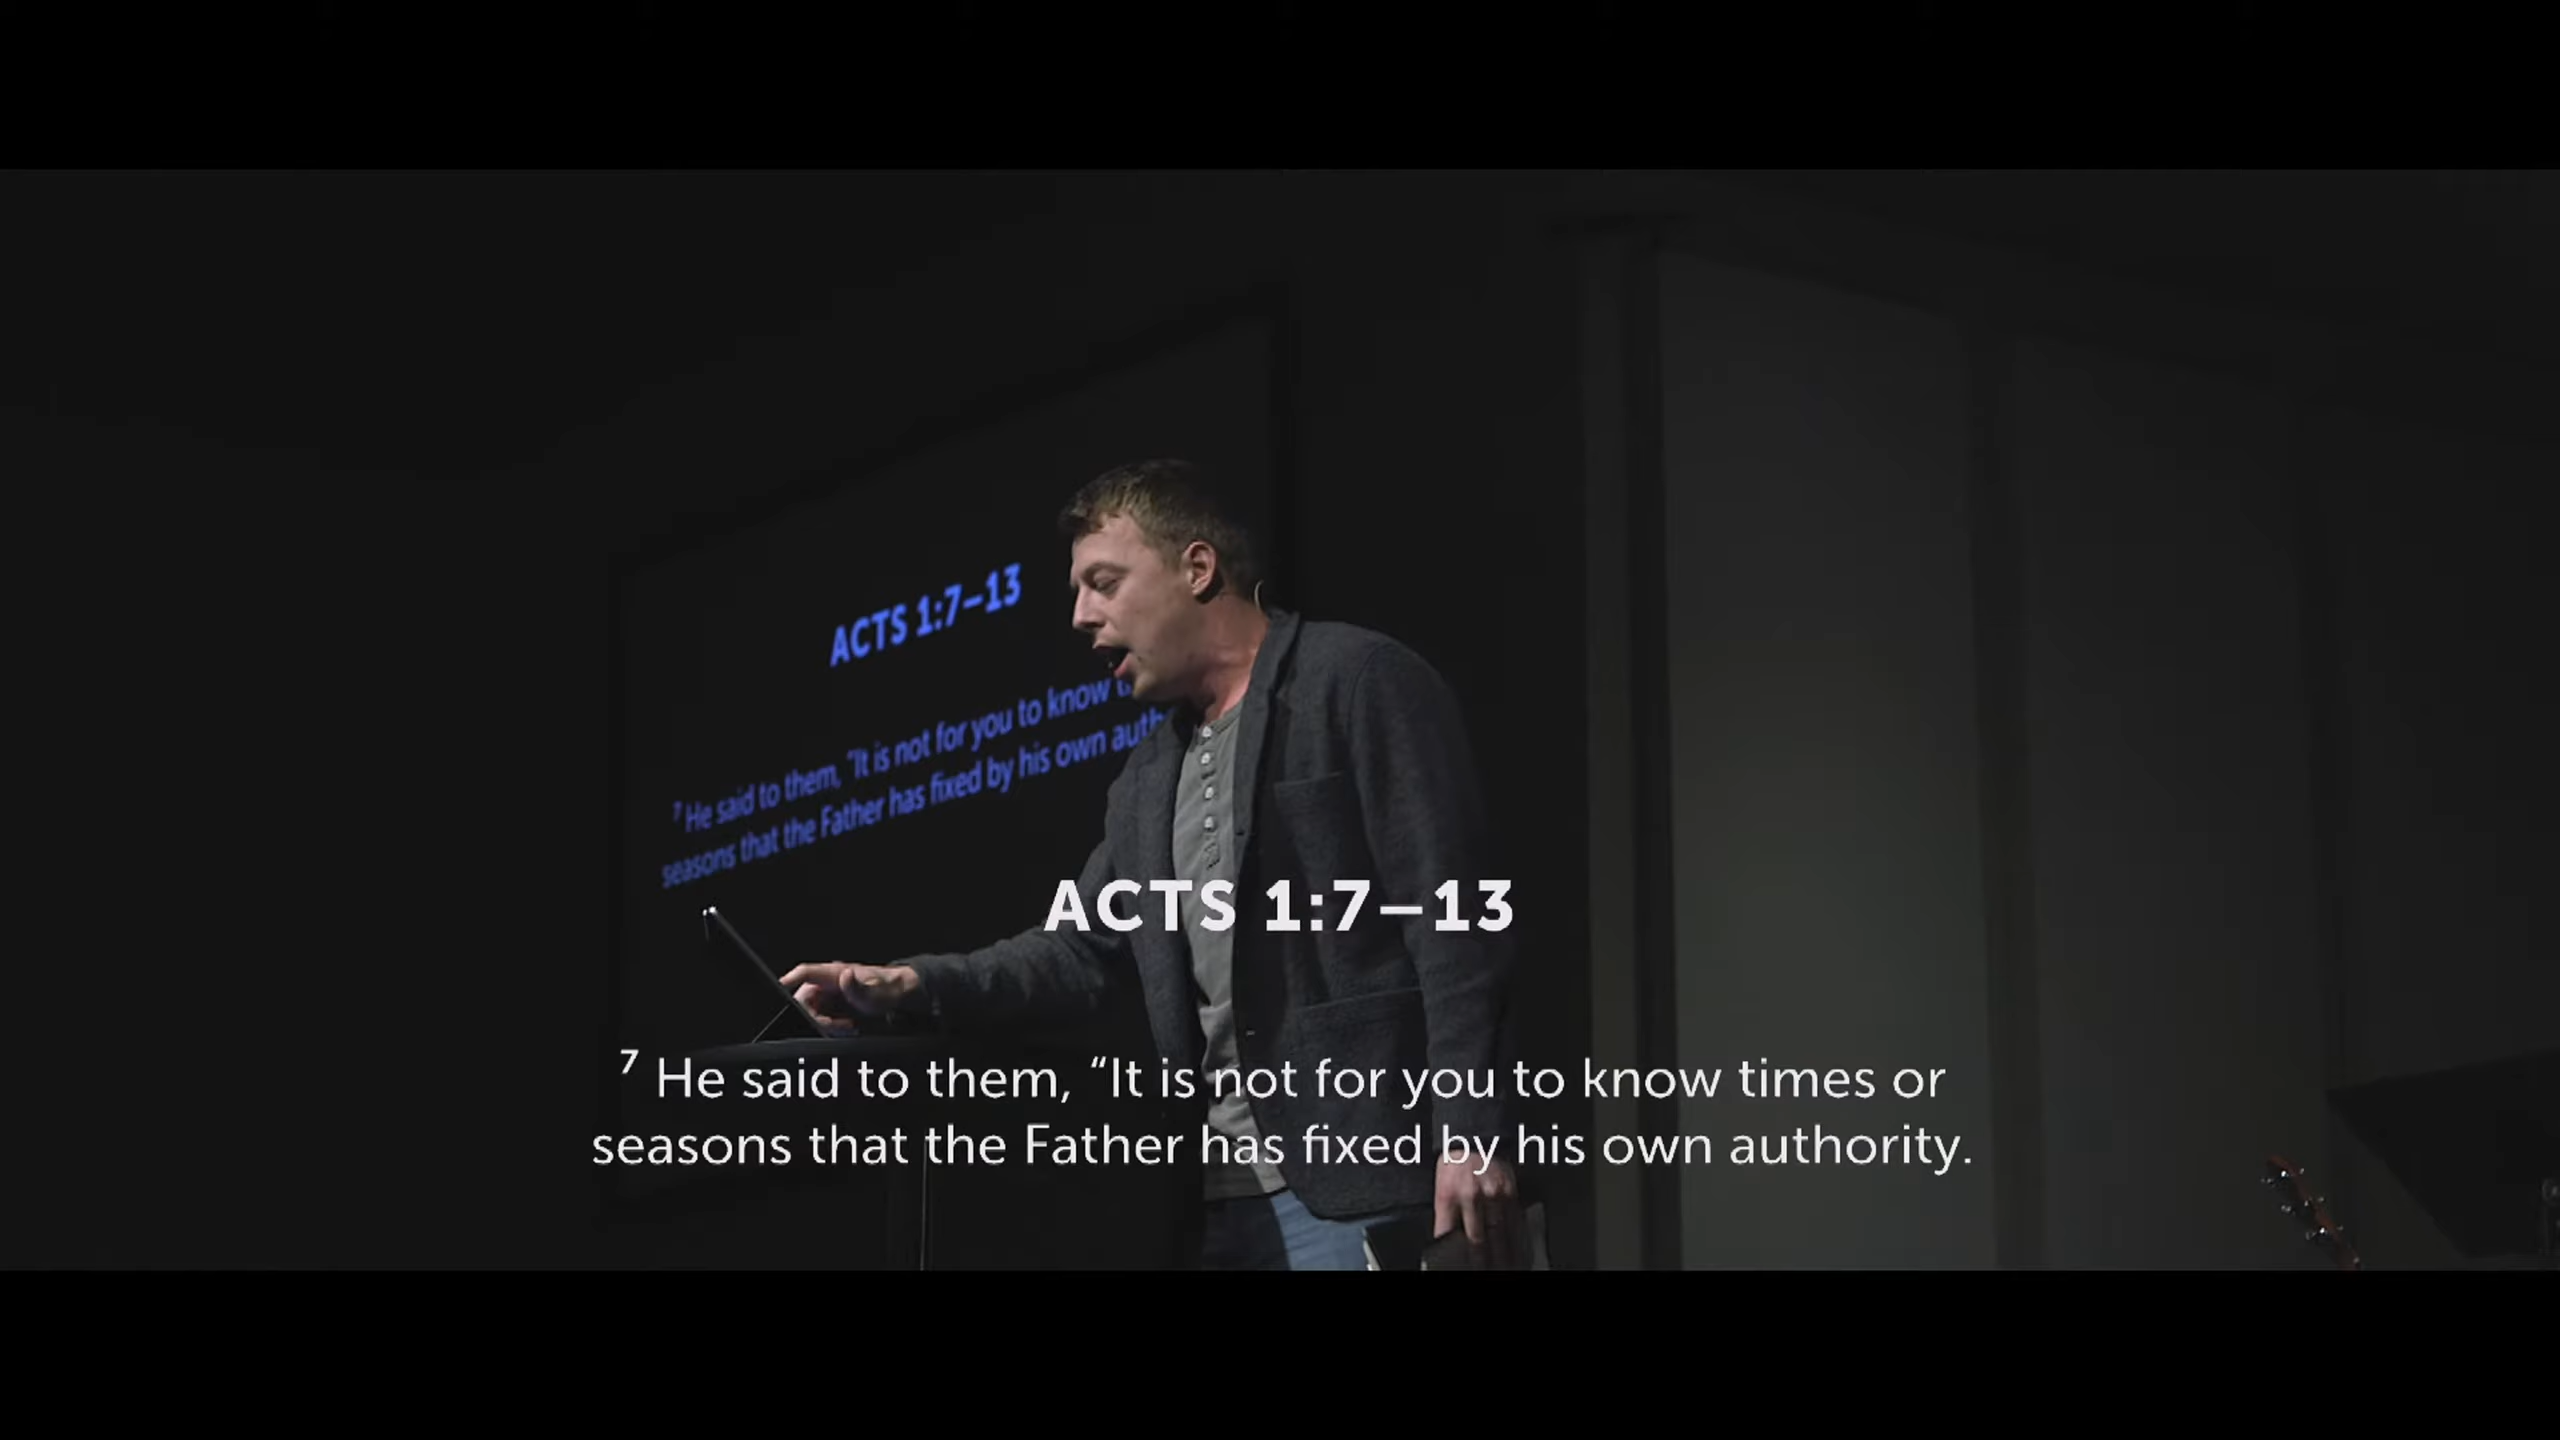 ACTS 1:7–13
⁷ He said to them, “It is not for you to know
seasons that the Father has fixed by his own
ACTS 1:7–13
⁷ He said to them, “It is not for you to know times or
seasons that the Father has fixed by his own authority.